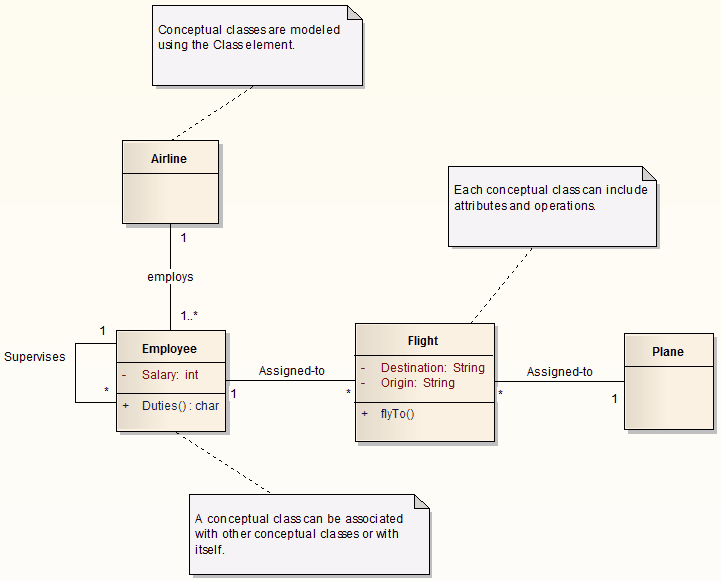 Conceptual classes are modeled
using the Class element.
Airline
1
employs
1..*
Each conceptual class can include
attributes and operations.
Supervises
1
*
Employee
- Salary: int
+ Duties() : char
Assigned-to
1
*
Flight
- Destination: String
- Origin: String
+ flyTo()
Assigned-to
*
1
Plane
A conceptual class can be associated
with other conceptual classes or with
itself.